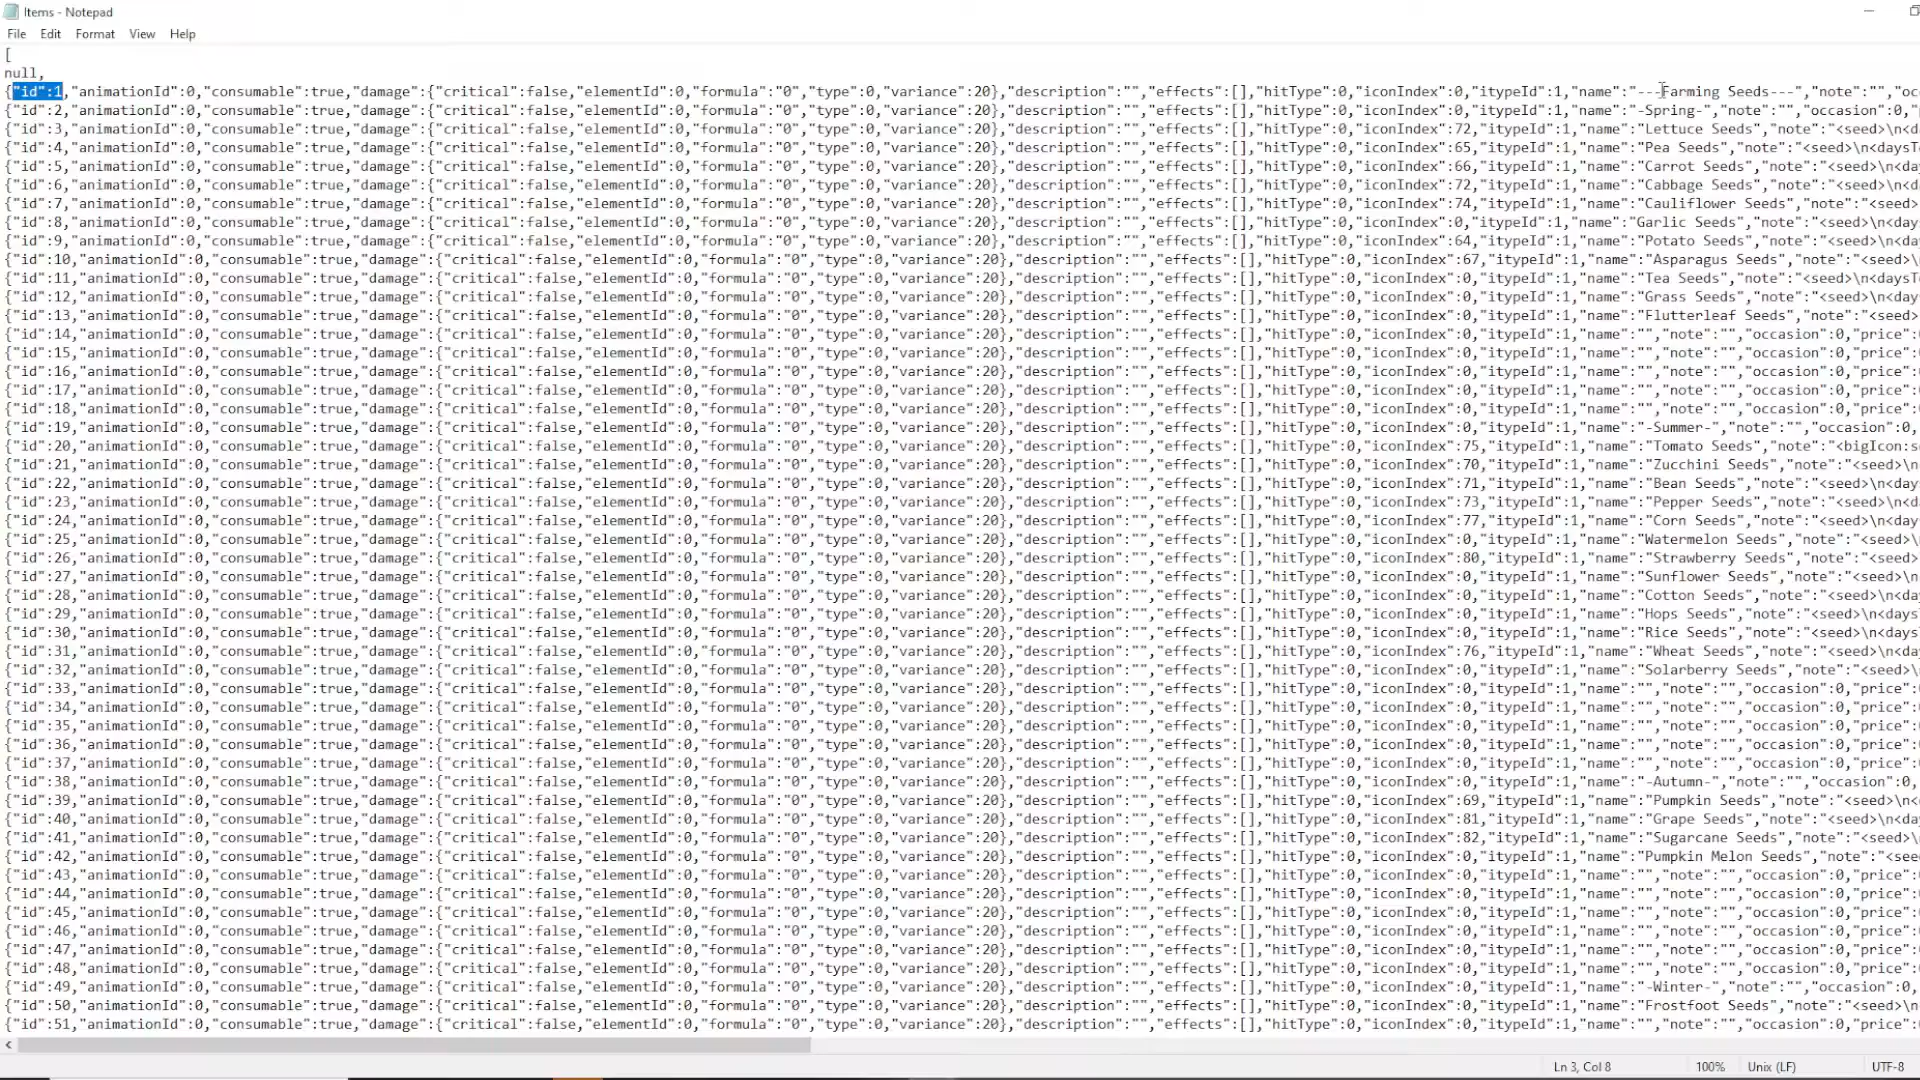 Items - Notepad
File Edit Format View Help
[
null,
{"id":1,"animationId":0,"consumable":true,"damage":{"critical":false,"elementId":0,"formula":"0","type":0,"variance":20},"description":"","effects":[],"hitType":0,"iconIndex":0,"itypeId":1,"name":"---Farming Seeds---","note":"","oc
{"id":2,"animationId":0,"consumable":true,"damage":{"critical":false,"elementId":0,"formula":"0","type":0,"variance":20},"description":"","effects":[],"hitType":0,"iconIndex":0,"itypeId":1,"name":"-Spring-","note":"","occasion":0,"
{"id":3,"animationId":0,"consumable":true,"damage":{"critical":false,"elementId":0,"formula":"0","type":0,"variance":20},"description":"","effects":[],"hitType":0,"iconIndex":72,"itypeId":1,"name":"Lettuce Seeds","note":"<seed>\n<d
{"id":4,"animationId":0,"consumable":true,"damage":{"critical":false,"elementId":0,"formula":"0","type":0,"variance":20},"description":"","effects":[],"hitType":0,"iconIndex":65,"itypeId":1,"name":"Pea Seeds","note":"<seed>\n<daysT
{"id":5,"animationId":0,"consumable":true,"damage":{"critical":false,"elementId":0,"formula":"0","type":0,"variance":20},"description":"","effects":[],"hitType":0,"iconIndex":66,"itypeId":1,"name":"Carrot Seeds","note":"<seed>\n<da
{"id":6,"animationId":0,"consumable":true,"damage":{"critical":false,"elementId":0,"formula":"0","type":0,"variance":20},"description":"","effects":[],"hitType":0,"iconIndex":72,"itypeId":1,"name":"Cabbage Seeds","note":"<seed>\n<d
{"id":7,"animationId":0,"consumable":true,"damage":{"critical":false,"elementId":0,"formula":"0","type":0,"variance":20},"description":"","effects":[],"hitType":0,"iconIndex":74,"itypeId":1,"name":"Cauliflower Seeds","note":"<seed>
{"id":8,"animationId":0,"consumable":true,"damage":{"critical":false,"elementId":0,"formula":"0","type":0,"variance":20},"description":"","effects":[],"hitType":0,"iconIndex":0,"itypeId":1,"name":"Garlic Seeds","note":"<seed>\n<day
{"id":9,"animationId":0,"consumable":true,"damage":{"critical":false,"elementId":0,"formula":"0","type":0,"variance":20},"description":"","effects":[],"hitType":0,"iconIndex":64,"itypeId":1,"name":"Potato Seeds","note":"<seed>\n<da
{"id":10,"animationId":0,"consumable":true,"damage":{"critical":false,"elementId":0,"formula":"0","type":0,"variance":20},"description":"","effects":[],"hitType":0,"iconIndex":67,"itypeId":1,"name":"Asparagus Seeds","note":"<seed>\
{"id":11,"animationId":0,"consumable":true,"damage":{"critical":false,"elementId":0,"formula":"0","type":0,"variance":20},"description":"","effects":[],"hitType":0,"iconIndex":0,"itypeId":1,"name":"Tea Seeds","note":"<seed>\n<daysT
{"id":12,"animationId":0,"consumable":true,"damage":{"critical":false,"elementId":0,"formula":"0","type":0,"variance":20},"description":"","effects":[],"hitType":0,"iconIndex":0,"itypeId":1,"name":"Grass Seeds","note":"<seed>\n<day
{"id":13,"animationId":0,"consumable":true,"damage":{"critical":false,"elementId":0,"formula":"0","type":0,"variance":20},"description":"","effects":[],"hitType":0,"iconIndex":0,"itypeId":1,"name":"Flutterleaf Seeds","note":"<seed>
{"id":14,"animationId":0,"consumable":true,"damage":{"critical":false,"elementId":0,"formula":"0","type":0,"variance":20},"description":"","effects":[],"hitType":0,"iconIndex":0,"itypeId":1,"name":"","note":"","occasion":0,"price":
{"id":15,"animationId":0,"consumable":true,"damage":{"critical":false,"elementId":0,"formula":"0","type":0,"variance":20},"description":"","effects":[],"hitType":0,"iconIndex":0,"itypeId":1,"name":"","note":"","occasion":0,"price":
{"id":16,"animationId":0,"consumable":true,"damage":{"critical":false,"elementId":0,"formula":"0","type":0,"variance":20},"description":"","effects":[],"hitType":0,"iconIndex":0,"itypeId":1,"name":"","note":"","occasion":0,"price":
{"id":17,"animationId":0,"consumable":true,"damage":{"critical":false,"elementId":0,"formula":"0","type":0,"variance":20},"description":"","effects":[],"hitType":0,"iconIndex":0,"itypeId":1,"name":"","note":"","occasion":0,"price":
{"id":18,"animationId":0,"consumable":true,"damage":{"critical":false,"elementId":0,"formula":"0","type":0,"variance":20},"description":"","effects":[],"hitType":0,"iconIndex":0,"itypeId":1,"name":"","note":"","occasion":0,"price":
{"id":19,"animationId":0,"consumable":true,"damage":{"critical":false,"elementId":0,"formula":"0","type":0,"variance":20},"description":"","effects":[],"hitType":0,"iconIndex":0,"itypeId":1,"name":"-Summer-","note":"","occasion":0,
{"id":20,"animationId":0,"consumable":true,"damage":{"critical":false,"elementId":0,"formula":"0","type":0,"variance":20},"description":"","effects":[],"hitType":0,"iconIndex":75,"itypeId":1,"name":"Tomato Seeds","note":"<bigIcon:s
{"id":21,"animationId":0,"consumable":true,"damage":{"critical":false,"elementId":0,"formula":"0","type":0,"variance":20},"description":"","effects":[],"hitType":0,"iconIndex":70,"itypeId":1,"name":"Zucchini Seeds","note":"<seed>\n
{"id":22,"animationId":0,"consumable":true,"damage":{"critical":false,"elementId":0,"formula":"0","type":0,"variance":20},"description":"","effects":[],"hitType":0,"iconIndex":71,"itypeId":1,"name":"Bean Seeds","note":"<seed>\n<day
{"id":23,"animationId":0,"consumable":true,"damage":{"critical":false,"elementId":0,"formula":"0","type":0,"variance":20},"description":"","effects":[],"hitType":0,"iconIndex":73,"itypeId":1,"name":"Pepper Seeds","note":"<seed>\n<d
{"id":24,"animationId":0,"consumable":true,"damage":{"critical":false,"elementId":0,"formula":"0","type":0,"variance":20},"description":"","effects":[],"hitType":0,"iconIndex":77,"itypeId":1,"name":"Corn Seeds","note":"<seed>\n<day
{"id":25,"animationId":0,"consumable":true,"damage":{"critical":false,"elementId":0,"formula":"0","type":0,"variance":20},"description":"","effects":[],"hitType":0,"iconIndex":0,"itypeId":1,"name":"Watermelon Seeds","note":"<seed>\
{"id":26,"animationId":0,"consumable":true,"damage":{"critical":false,"elementId":0,"formula":"0","type":0,"variance":20},"description":"","effects":[],"hitType":0,"iconIndex":80,"itypeId":1,"name":"Strawberry Seeds","note":"<seed>
{"id":27,"animationId":0,"consumable":true,"damage":{"critical":false,"elementId":0,"formula":"0","type":0,"variance":20},"description":"","effects":[],"hitType":0,"iconIndex":0,"itypeId":1,"name":"Sunflower Seeds","note":"<seed>\n
{"id":28,"animationId":0,"consumable":true,"damage":{"critical":false,"elementId":0,"formula":"0","type":0,"variance":20},"description":"","effects":[],"hitType":0,"iconIndex":0,"itypeId":1,"name":"Cotton Seeds","note":"<seed>\n<da
{"id":29,"animationId":0,"consumable":true,"damage":{"critical":false,"elementId":0,"formula":"0","type":0,"variance":20},"description":"","effects":[],"hitType":0,"iconIndex":0,"itypeId":1,"name":"Hops Seeds","note":"<seed>\n<days
{"id":30,"animationId":0,"consumable":true,"damage":{"critical":false,"elementId":0,"formula":"0","type":0,"variance":20},"description":"","effects":[],"hitType":0,"iconIndex":0,"itypeId":1,"name":"Rice Seeds","note":"<seed>\n<days
{"id":31,"animationId":0,"consumable":true,"damage":{"critical":false,"elementId":0,"formula":"0","type":0,"variance":20},"description":"","effects":[],"hitType":0,"iconIndex":76,"itypeId":1,"name":"Wheat Seeds","note":"<seed>\n<da
{"id":32,"animationId":0,"consumable":true,"damage":{"critical":false,"elementId":0,"formula":"0","type":0,"variance":20},"description":"","effects":[],"hitType":0,"iconIndex":0,"itypeId":1,"name":"Solarberry Seeds","note":"<seed>\
{"id":33,"animationId":0,"consumable":true,"damage":{"critical":false,"elementId":0,"formula":"0","type":0,"variance":20},"description":"","effects":[],"hitType":0,"iconIndex":0,"itypeId":1,"name":"","note":"","occasion":0,"price":
{"id":34,"animationId":0,"consumable":true,"damage":{"critical":false,"elementId":0,"formula":"0","type":0,"variance":20},"description":"","effects":[],"hitType":0,"iconIndex":0,"itypeId":1,"name":"","note":"","occasion":0,"price":
{"id":35,"animationId":0,"consumable":true,"damage":{"critical":false,"elementId":0,"formula":"0","type":0,"variance":20},"description":"","effects":[],"hitType":0,"iconIndex":0,"itypeId":1,"name":"","note":"","occasion":0,"price":
{"id":36,"animationId":0,"consumable":true,"damage":{"critical":false,"elementId":0,"formula":"0","type":0,"variance":20},"description":"","effects":[],"hitType":0,"iconIndex":0,"itypeId":1,"name":"","note":"","occasion":0,"price":
{"id":37,"animationId":0,"consumable":true,"damage":{"critical":false,"elementId":0,"formula":"0","type":0,"variance":20},"description":"","effects":[],"hitType":0,"iconIndex":0,"itypeId":1,"name":"","note":"","occasion":0,"price":
{"id":38,"animationId":0,"consumable":true,"damage":{"critical":false,"elementId":0,"formula":"0","type":0,"variance":20},"description":"","effects":[],"hitType":0,"iconIndex":0,"itypeId":1,"name":"-Autumn-","note":"","occasion":0,
{"id":39,"animationId":0,"consumable":true,"damage":{"critical":false,"elementId":0,"formula":"0","type":0,"variance":20},"description":"","effects":[],"hitType":0,"iconIndex":69,"itypeId":1,"name":"Pumpkin Seeds","note":"<seed>\n<
{"id":40,"animationId":0,"consumable":true,"damage":{"critical":false,"elementId":0,"formula":"0","type":0,"variance":20},"description":"","effects":[],"hitType":0,"iconIndex":81,"itypeId":1,"name":"Grape Seeds","note":"<seed>\n<da
{"id":41,"animationId":0,"consumable":true,"damage":{"critical":false,"elementId":0,"formula":"0","type":0,"variance":20},"description":"","effects":[],"hitType":0,"iconIndex":82,"itypeId":1,"name":"Sugarcane Seeds","note":"<seed>\
{"id":42,"animationId":0,"consumable":true,"damage":{"critical":false,"elementId":0,"formula":"0","type":0,"variance":20},"description":"","effects":[],"hitType":0,"iconIndex":0,"itypeId":1,"name":"Pumpkin Melon Seeds","note":"<see
{"id":43,"animationId":0,"consumable":true,"damage":{"critical":false,"elementId":0,"formula":"0","type":0,"variance":20},"description":"","effects":[],"hitType":0,"iconIndex":0,"itypeId":1,"name":"","note":"","occasion":0,"price":
{"id":44,"animationId":0,"consumable":true,"damage":{"critical":false,"elementId":0,"formula":"0","type":0,"variance":20},"description":"","effects":[],"hitType":0,"iconIndex":0,"itypeId":1,"name":"","note":"","occasion":0,"price":
{"id":45,"animationId":0,"consumable":true,"damage":{"critical":false,"elementId":0,"formula":"0","type":0,"variance":20},"description":"","effects":[],"hitType":0,"iconIndex":0,"itypeId":1,"name":"","note":"","occasion":0,"price":
{"id":46,"animationId":0,"consumable":true,"damage":{"critical":false,"elementId":0,"formula":"0","type":0,"variance":20},"description":"","effects":[],"hitType":0,"iconIndex":0,"itypeId":1,"name":"","note":"","occasion":0,"price":
{"id":47,"animationId":0,"consumable":true,"damage":{"critical":false,"elementId":0,"formula":"0","type":0,"variance":20},"description":"","effects":[],"hitType":0,"iconIndex":0,"itypeId":1,"name":"","note":"","occasion":0,"price":
{"id":48,"animationId":0,"consumable":true,"damage":{"critical":false,"elementId":0,"formula":"0","type":0,"variance":20},"description":"","effects":[],"hitType":0,"iconIndex":0,"itypeId":1,"name":"","note":"","occasion":0,"price":
{"id":49,"animationId":0,"consumable":true,"damage":{"critical":false,"elementId":0,"formula":"0","type":0,"variance":20},"description":"","effects":[],"hitType":0,"iconIndex":0,"itypeId":1,"name":"-Winter-","note":"","occasion":0,
{"id":50,"animationId":0,"consumable":true,"damage":{"critical":false,"elementId":0,"formula":"0","type":0,"variance":20},"description":"","effects":[],"hitType":0,"iconIndex":0,"itypeId":1,"name":"Frostfoot Seeds","note":"<seed>\n
{"id":51,"animationId":0,"consumable":true,"damage":{"critical":false,"elementId":0,"formula":"0","type":0,"variance":20},"description":"","effects":[],"hitType":0,"iconIndex":0,"itypeId":1,"name":"","note":"","occasion":0,"price":
Ln 3, Col 8 100% Unix (LF) UTF-8